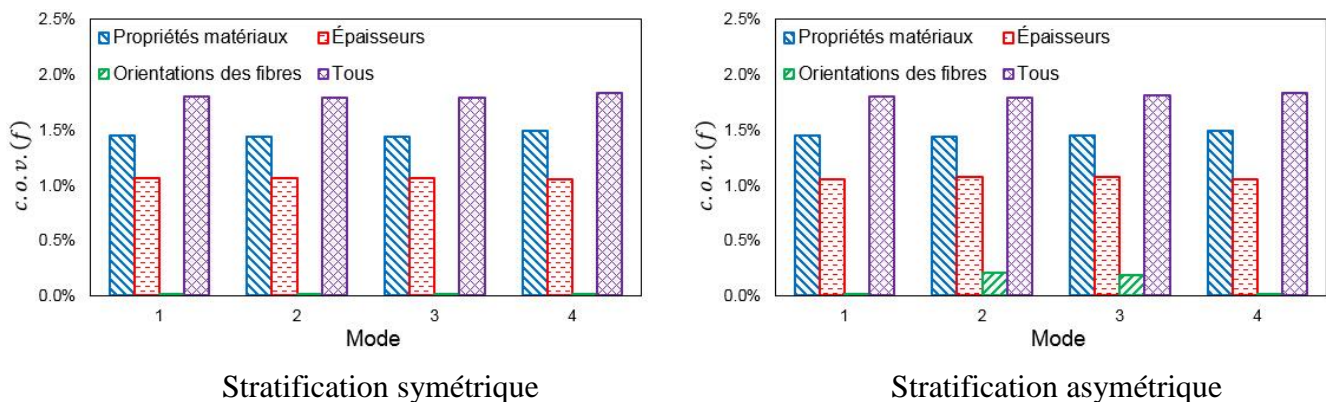 2.5%
2.0%
1.5%
1.0%
0.5%
0.0%
c.o.v.(f)
Propriétés matériaux
Épaisseurs
Orientations des fibres
Tous
1 2 3 4
Mode
Stratification symétrique
2.5%
2.0%
1.5%
1.0%
0.5%
0.0%
c.o.v.(f)
Propriétés matériaux
Épaisseurs
Orientations des fibres
Tous
1 2 3 4
Mode
Stratification asymétrique